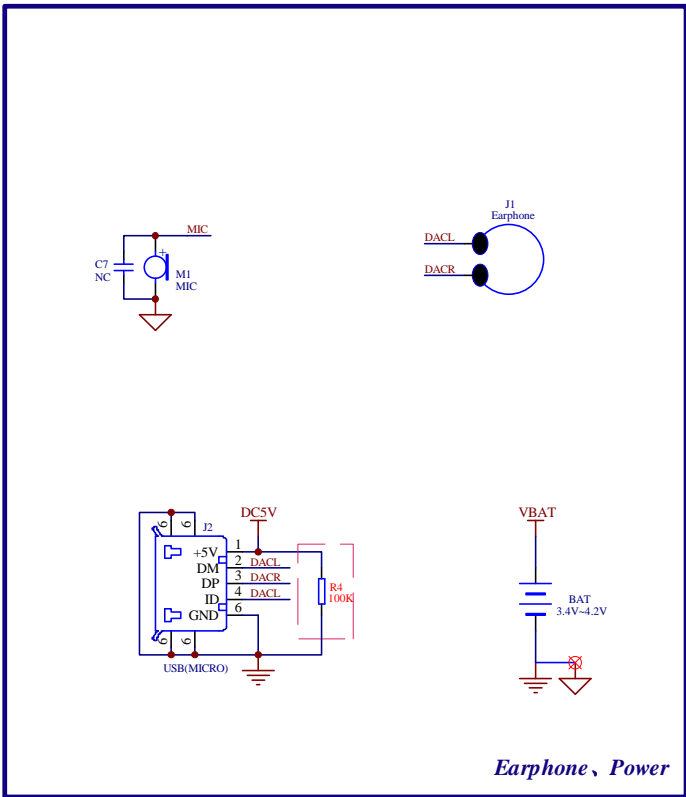 J1
Earphone
MIC
DACL
C7
NC
+
M1
MIC
DACR
DC5V
VBAT
6
6
J2
1
+5V
2
DACL
DM
3
DACR
DP
R4
100K
4
DACL
ID
6
GND
BAT
3.4V~4.2V
6
6
USB(MICRO)
Earphone、Power